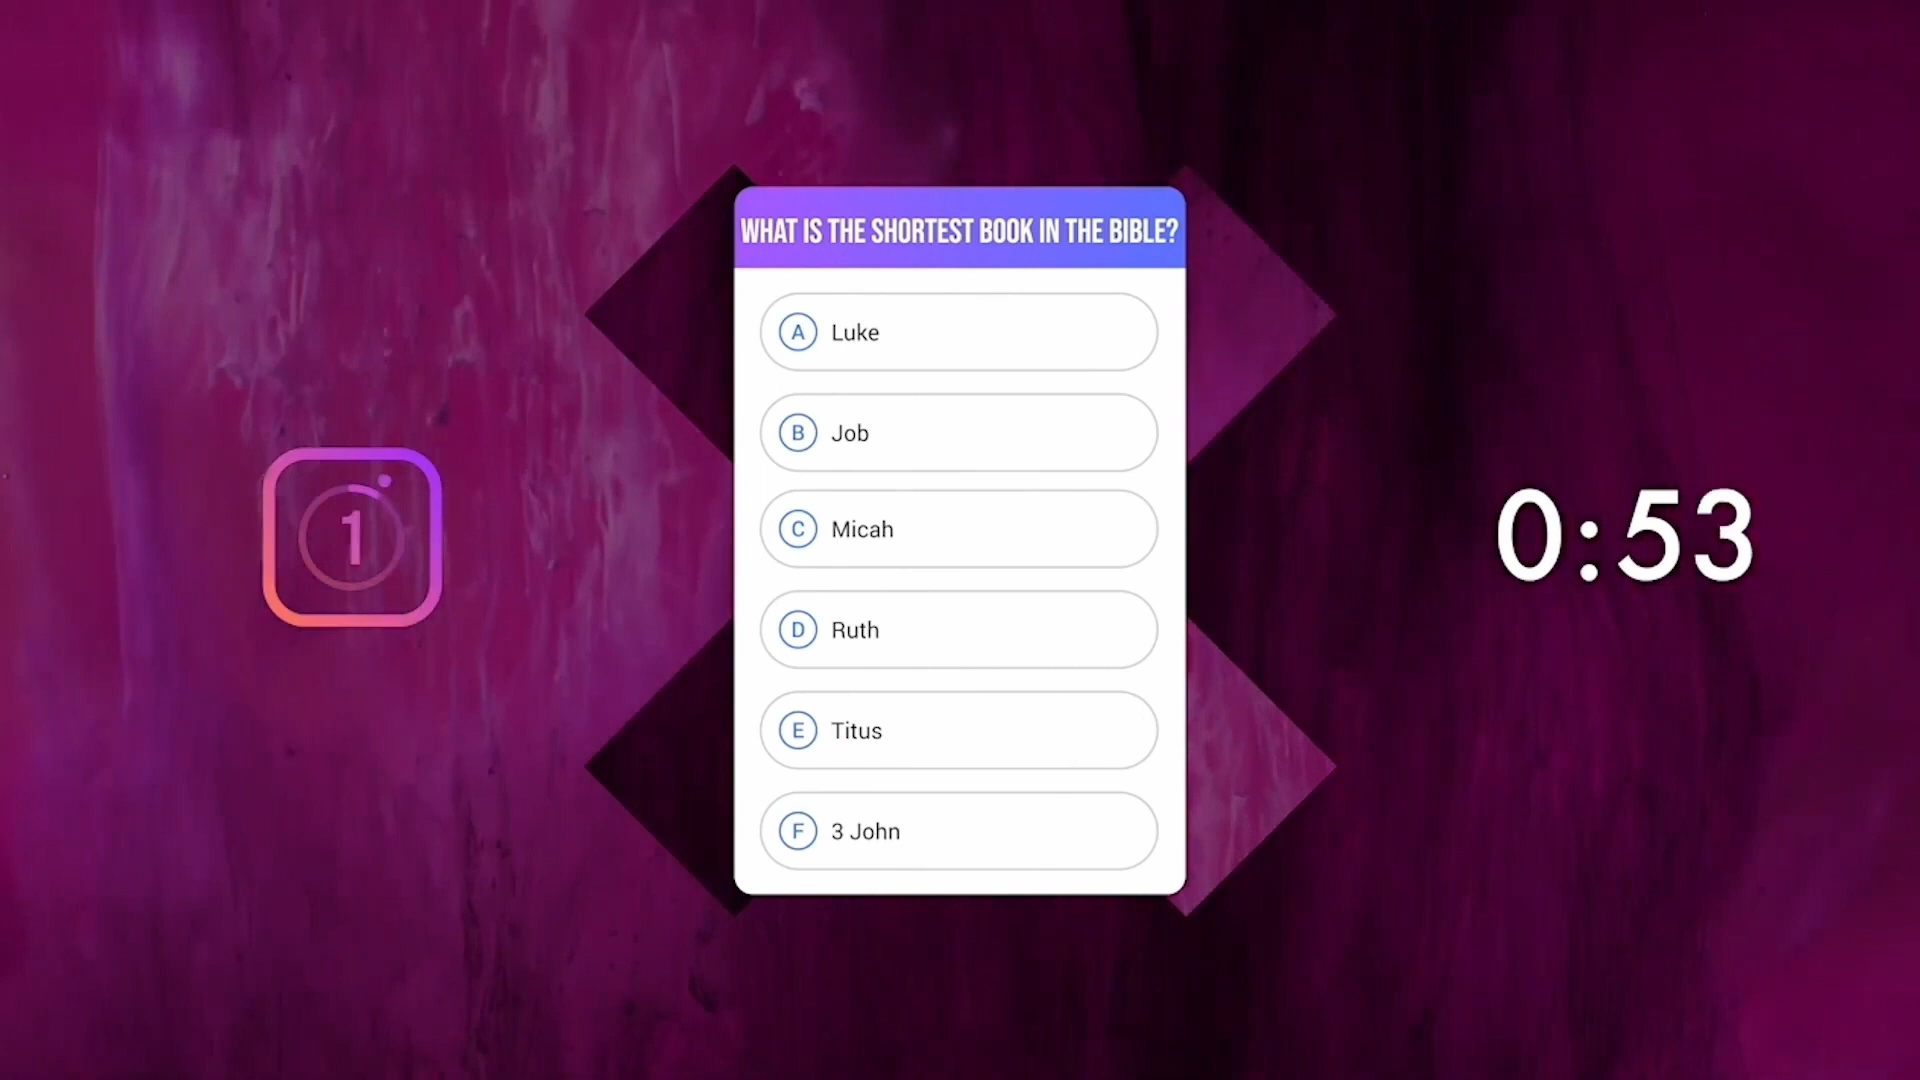 WHAT IS THE SHORTEST BOOK IN THE BIBLE?
A Luke
B Job
C Micah
D Ruth
E Titus
F 3 John
1
0:53